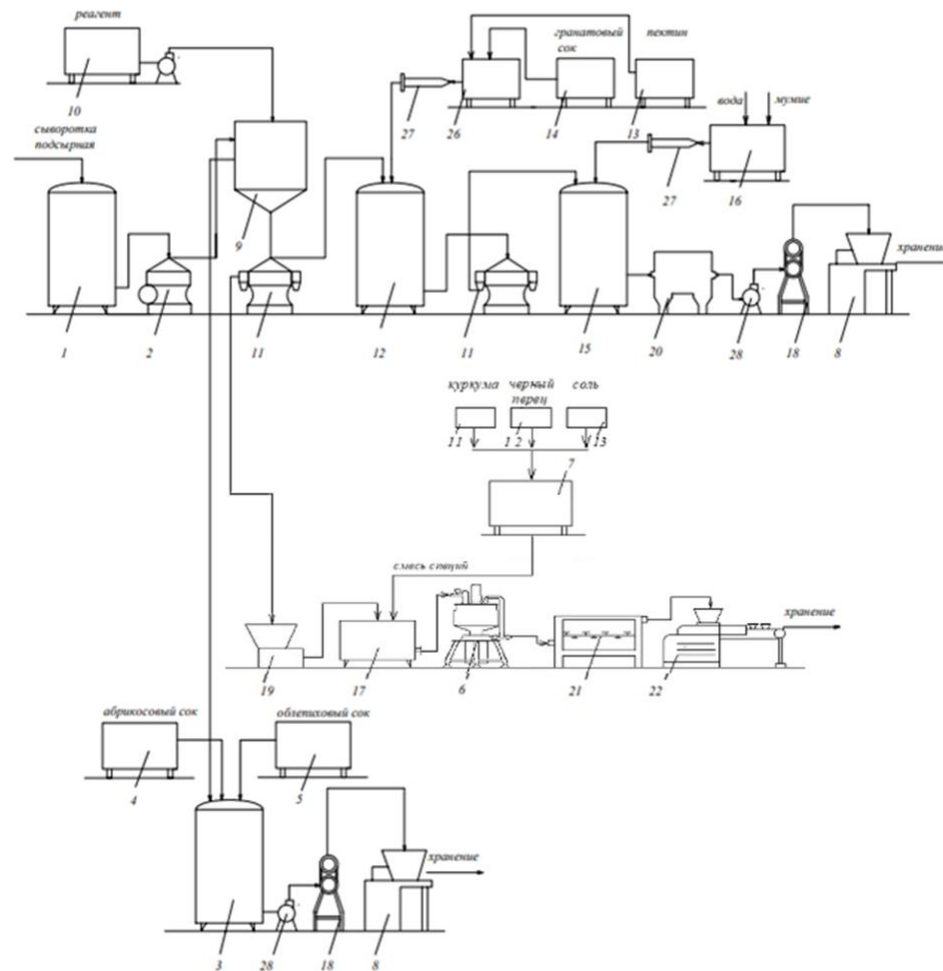 реагент
10
сыворотка
подсырная
гранатовый
сок
пектин
27
26
14
13
вода
мумие
27
16
9
хранение
1
2
11
12
11
15
20
28
18
8
куркума
черный
перец
соль
11
12
13
7
смесь специй
хранение
19
17
6
21
22
абрикосовый сок
облепиховый сок
4
5
хранение
3
28
18
8